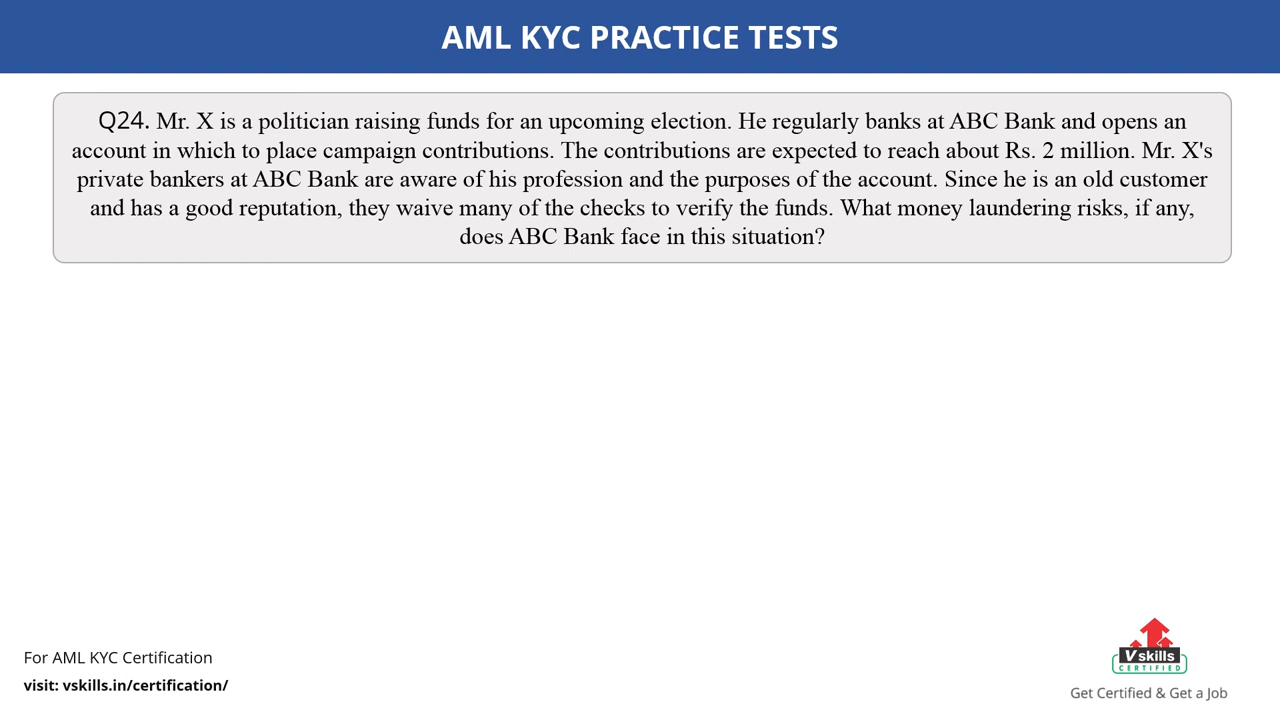 AML KYC PRACTICE TESTS
Q24. Mr. X is a politician raising funds for an upcoming election. He regularly banks at ABC Bank and opens an
account in which to place campaign contributions. The contributions are expected to reach about Rs. 2 million. Mr. X's
private bankers at ABC Bank are aware of his profession and the purposes of the account. Since he is an old customer
and has a good reputation, they waive many of the checks to verify the funds. What money laundering risks, if any,
does ABC Bank face in this situation?
For AML KYC Certification
visit: vskills.in/certification/
Vskills
CERTIFIED
Get Certified & Get a Job